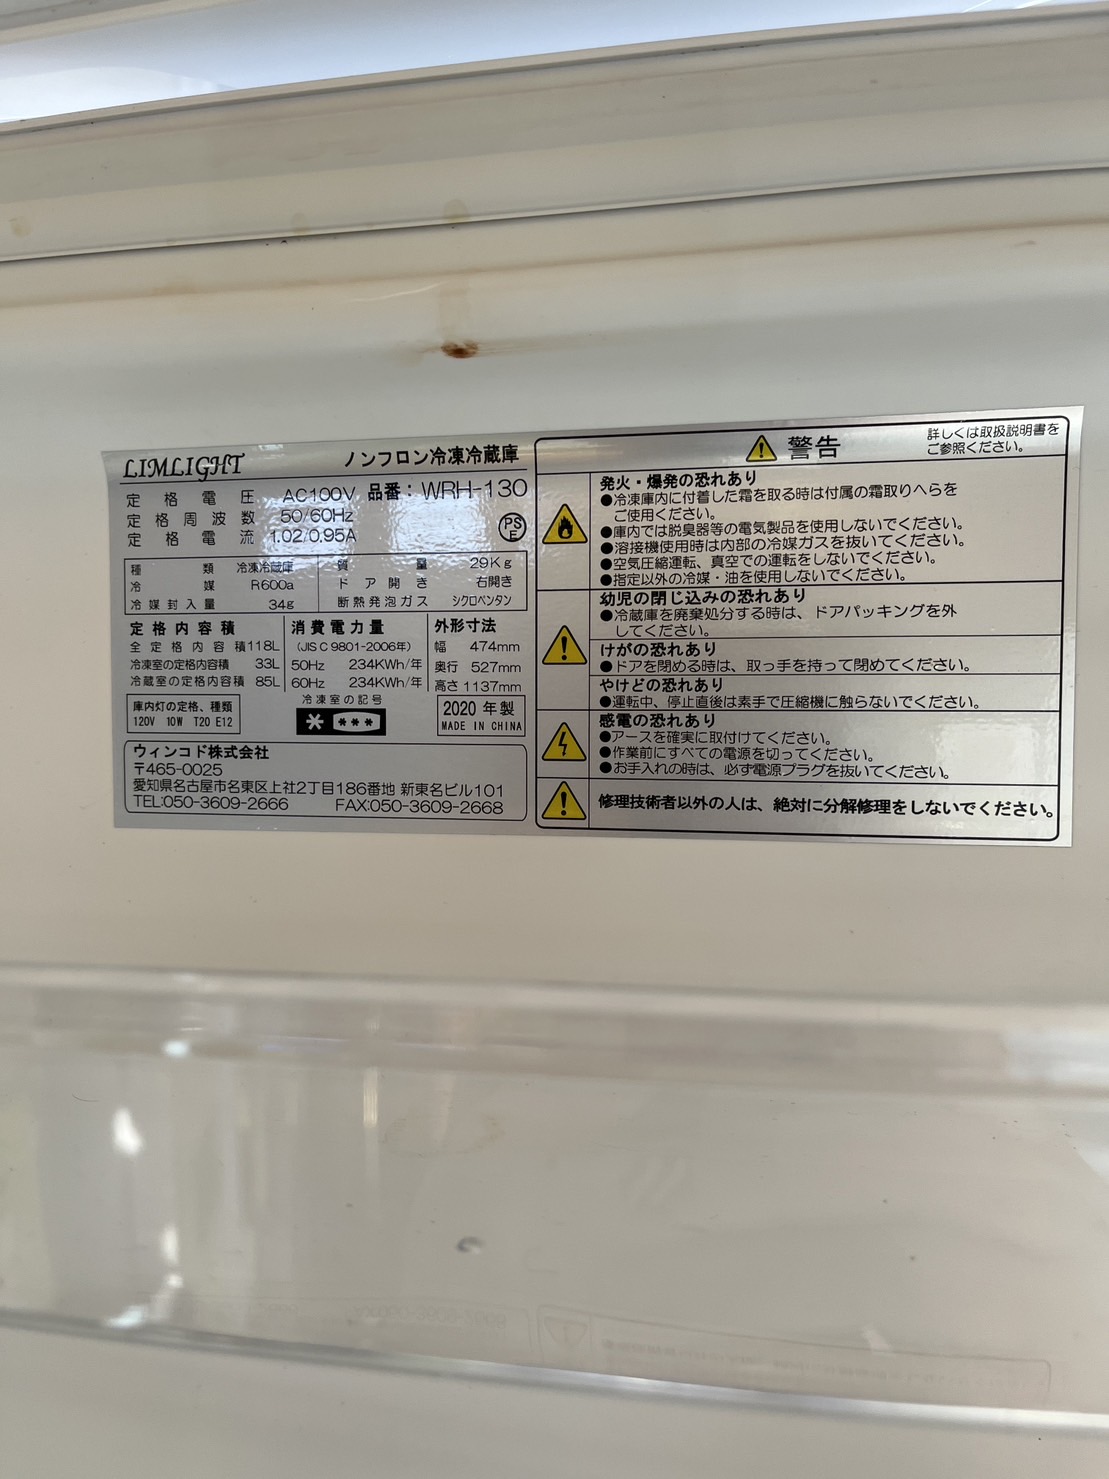 LIMLIGHT
ノンフロン冷凍冷蔵庫
定格電圧 AC100V 品番：WRH-130
定格周波数 50/60Hz
定格電流 1.02/0.95A
PS
E
種類 冷凍冷蔵庫 質量 29Kg
冷媒 R600a ドア開き 右開き
冷媒封入量 34g 断熱発泡ガス シクロペンタン
定格内容積 消費電力量 外形寸法
全定格内容積118L (JIS C 9801-2006年) 幅 474mm
冷凍室の定格内容積 33L 50Hz 234KWh/年 奥行 527mm
冷蔵室の定格内容積 85L 60Hz 234KWh/年 高さ1137mm
庫内灯の定格、種類
120V 10W T20 E12
冷凍室の記号
* ***
2020年製
MADE IN CHINA
ウィンコド株式会社
〒465-0025
愛知県名古屋市名東区上社2丁目186番地 新東名ビル101
TEL:050-3609-2666 FAX:050-3609-2668
警告
詳しくは取扱説明書を
ご参照ください。
発火・爆発の恐れあり
●冷凍庫内に付着した霜を取る時は付属の霜取りへらを
ご使用ください。
●庫内では脱臭器等の電気製品を使用しないでください。
●溶接機使用時は内部の冷媒ガスを抜いてください。
●空気圧縮運転、真空での運転をしないでください。
●指定以外の冷媒・油を使用しないでください。
幼児の閉じ込みの恐れあり
●冷蔵庫を廃棄処分する時は、ドアパッキングを外
してください。
けがの恐れあり
●ドアを閉める時は、取っ手を持って閉めてください。
やけどの恐れあり
●運転中、停止直後は素手で圧縮機に触らないでください。
感電の恐れあり
●アースを確実に取付けてください。
●作業前にすべての電源を切ってください。
●お手入れの時は、必ず電源プラグを抜いてください。
修理技術者以外の人は、絶対に分解修理をしないでください。